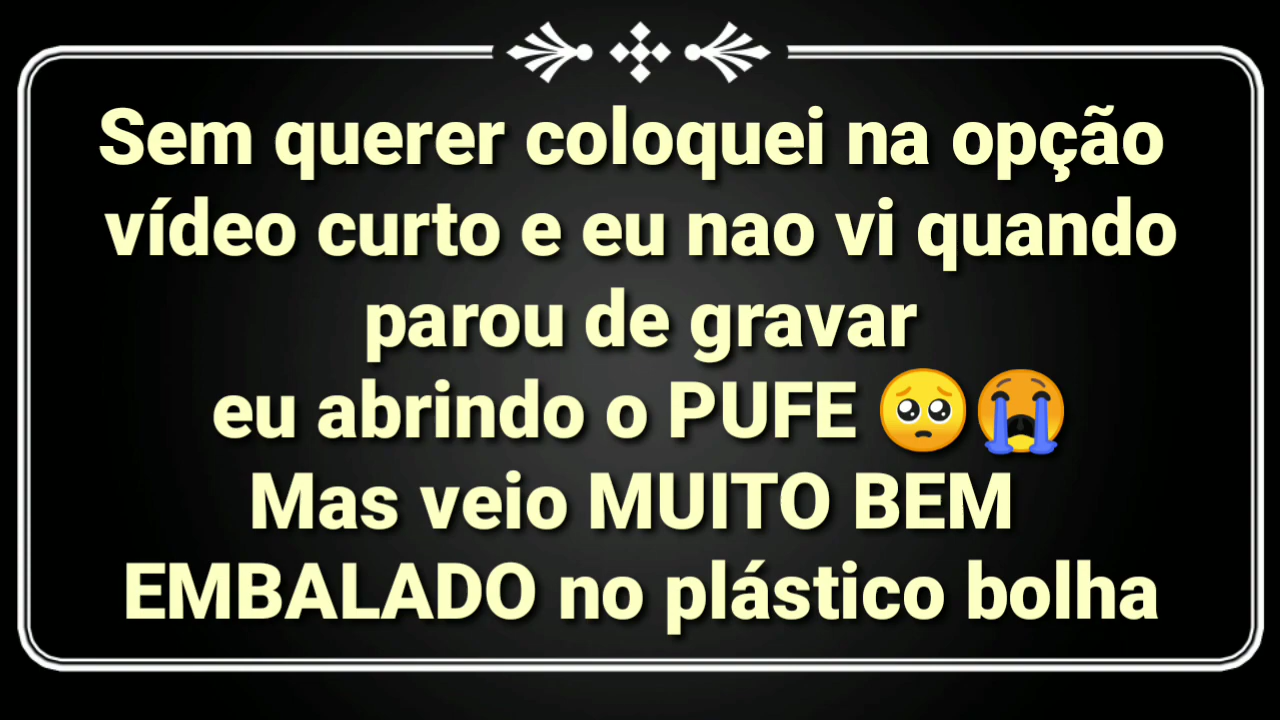 Sem querer coloquei na opção
vídeo curto e eu nao vi quando
parou de gravar
eu abrindo o PUFE 🥺😭
Mas veio MUITO BEM
EMBALADO no plástico bolha